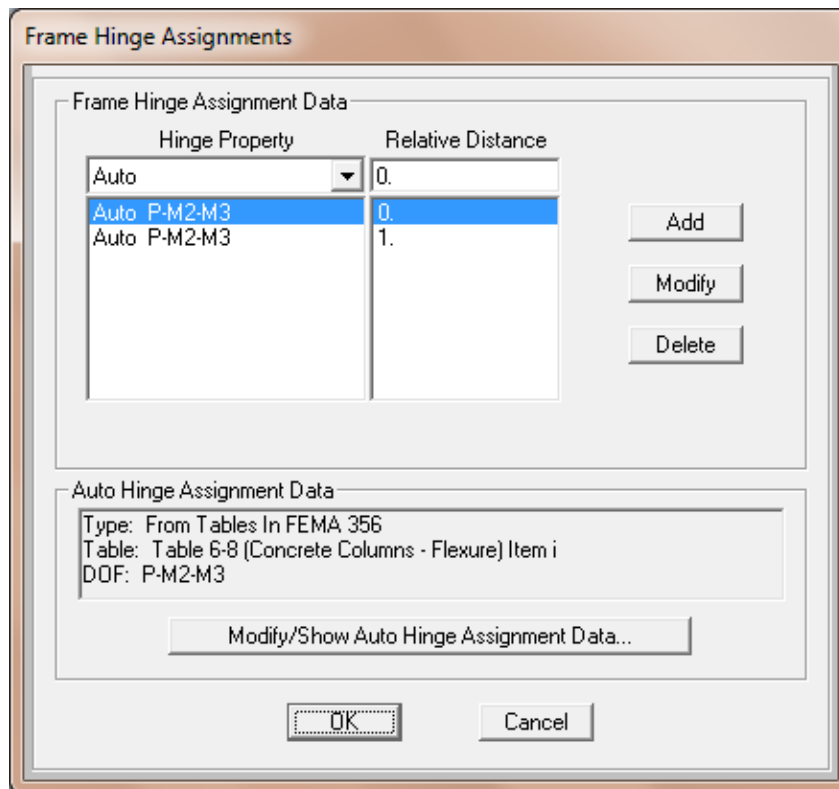 Frame Hinge Assignments
Frame Hinge Assignment Data
Hinge Property Relative Distance
Auto 0.
Auto P-M2-M3 0.
Auto P-M2-M3 1.
Add
Modify
Delete
Auto Hinge Assignment Data
Type: From Tables In FEMA 356
Table: Table 6-8 (Concrete Columns - Flexure) Item i
DOF: P-M2-M3
Modify/Show Auto Hinge Assignment Data...
OK Cancel